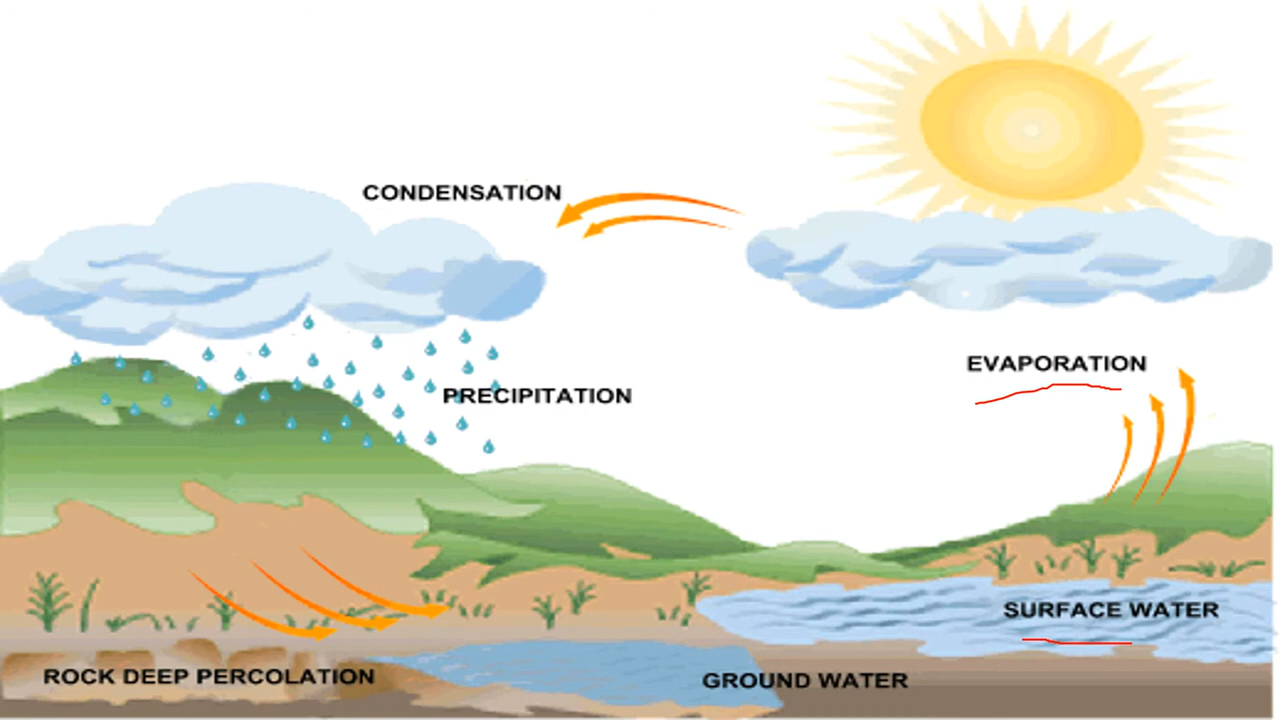 CONDENSATION
EVAPORATION
PRECIPITATION
SURFACE WATER
ROCK DEEP PERCOLATION
GROUND WATER